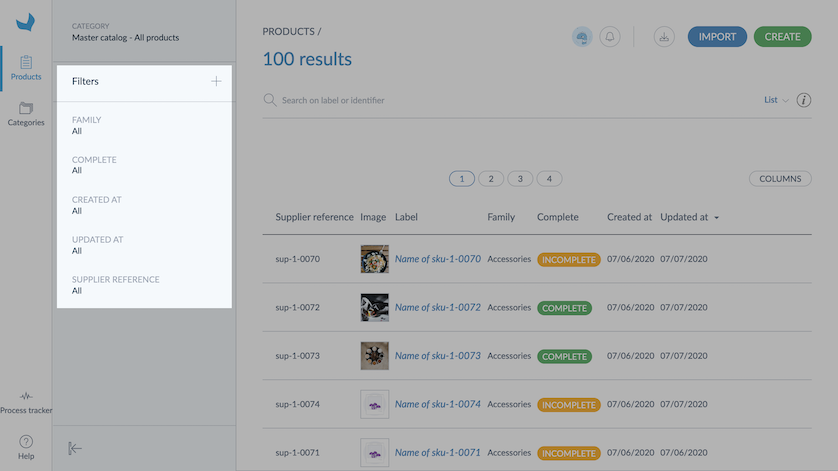 CATEGORY
Master catalog - All products
Products
Categories
Process tracker
Help
Filters
FAMILY
All
COMPLETE
All
CREATED AT
All
UPDATED AT
All
SUPPLIER REFERENCE
All
PRODUCTS /
IMPORT
CREATE
100 results
Search on label or identifier
List
1 2 3 4
COLUMNS
Supplier reference Image Label Family Complete Created at Updated at
sup-1-0070 Name of sku-1-0070 Accessories INCOMPLETE 07/06/2020 07/07/2020
sup-1-0072 Name of sku-1-0072 Accessories COMPLETE 07/06/2020 07/07/2020
sup-1-0073 Name of sku-1-0073 Accessories COMPLETE 07/06/2020 07/07/2020
sup-1-0074 Name of sku-1-0074 Accessories INCOMPLETE 07/06/2020 07/07/2020
sup-1-0071 Name of sku-1-0071 Accessories INCOMPLETE 07/06/2020 07/07/2020